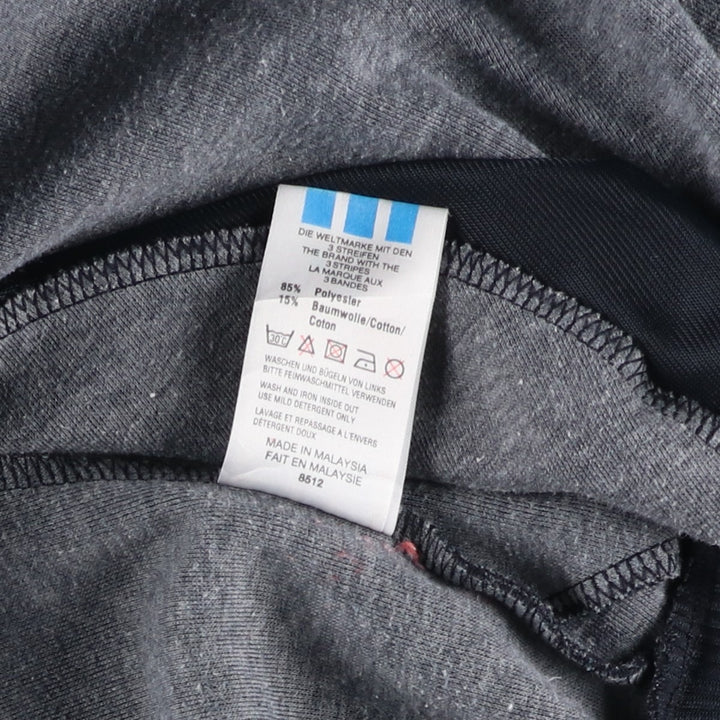 DIE WELTMARKE MIT DEN
3 STREIFEN
THE BRAND WITH THE
3 STRIPES
LA MARQUE AUX
3 BANDES
85% Polyester
15% Baumwolle/Cotton/
Coton
30°C
WASCHEN UND BÜGELN VON LINKS
BITTE FEINWASCHMITTEL VERWENDEN
WASH AND IRON INSIDE OUT
USE MILD DETERGENT ONLY
LAVAGE ET REPASSAGE À L'ENVERS
DÉTERGENT DOUX
MADE IN MALAYSIA
FAIT EN MALAYSIE
8512